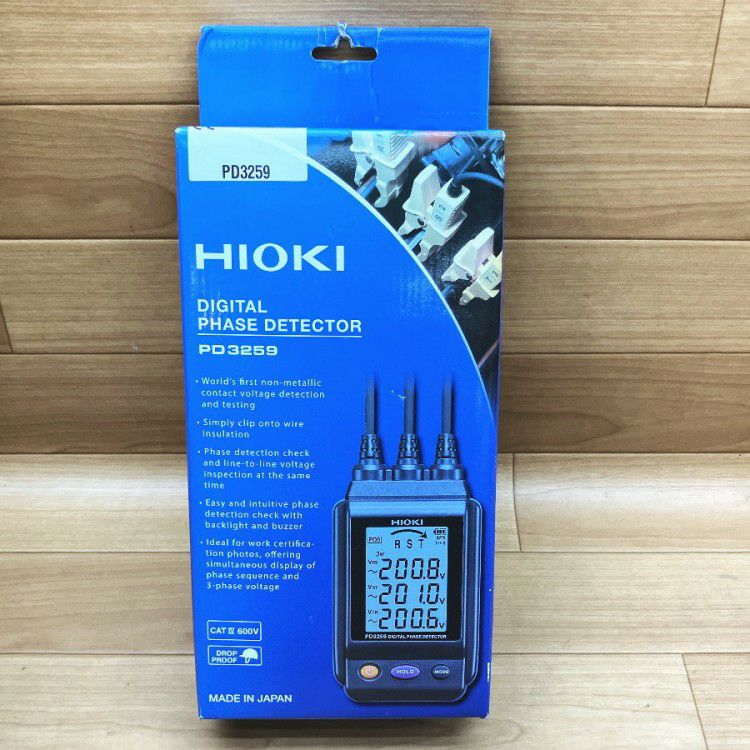 PD3259
HIOKI
DIGITAL
PHASE DETECTOR
PD3259
• World's first non-metallic
contact voltage detection
and testing
• Simply clip onto wire
insulation
• Phase detection check
and line-to-line voltage
inspection at the same
time
• Easy and intuitive phase
detection check with
backlight and buzzer
• Ideal for work certifica-
tion photos, offering
simultaneous display of
phase sequence and
3-phase voltage
CAT IV 600V
DROP
PROOF
MADE IN JAPAN
HIOKI
POS
R S T
~200.8V
~201.0V
~200.6V
PD3259 DIGITAL PHASE DETECTOR
HOLD
MODE